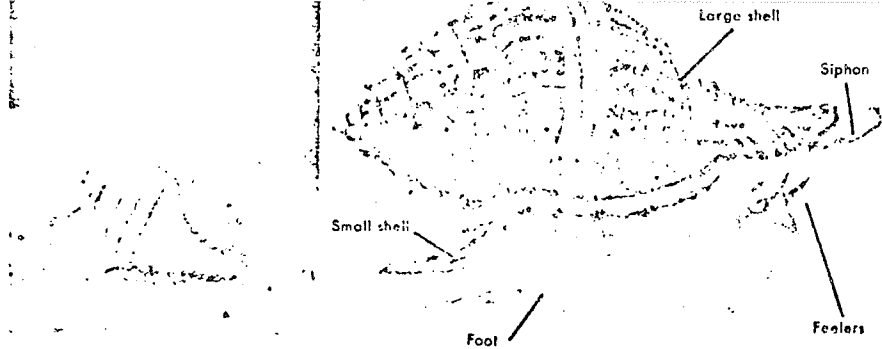 Large shell
Siphon
Small shell
Foot
Feelers